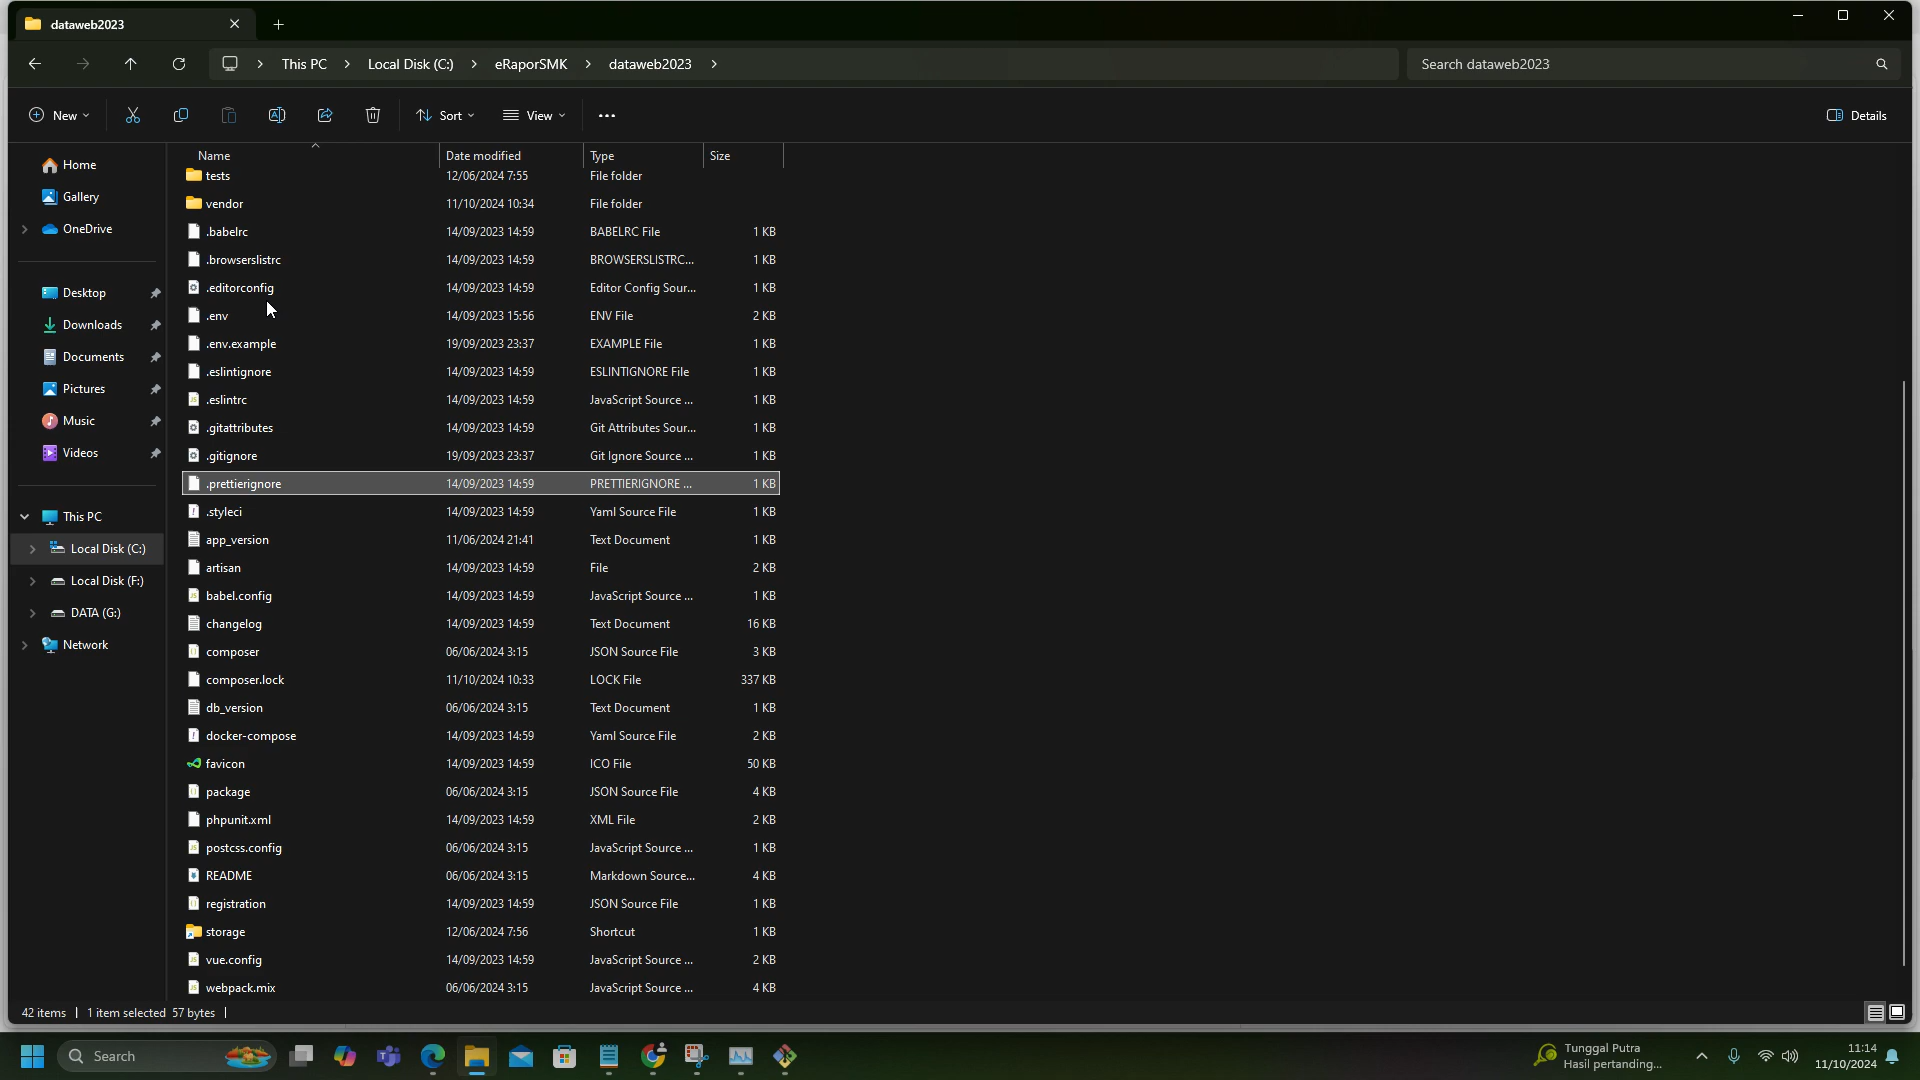 dataweb2023
This PC
Local Disk (C:)
eRaporSMK
dataweb2023
Search dataweb2023
New
Sort
View
Details
Home
Gallery
OneDrive
Desktop
Downloads
Documents
Pictures
Music
Videos
This PC
Local Disk (C:)
Local Disk (F:)
DATA (G:)
Network
Name Date modified Type Size
tests 12/06/2024 7:55 File folder
vendor 11/10/2024 10:34 File folder
.babelrc 14/09/2023 14:59 BABELRC File 1 KB
.browserslistrc 14/09/2023 14:59 BROWSERSLISTRC... 1 KB
.editorconfig 14/09/2023 14:59 Editor Config Sour... 1 KB
.env 14/09/2023 15:56 ENV File 2 KB
.env.example 19/09/2023 23:37 EXAMPLE File 1 KB
.eslintignore 14/09/2023 14:59 ESLINTIGNORE File 1 KB
.eslintrc 14/09/2023 14:59 JavaScript Source ... 1 KB
.gitattributes 14/09/2023 14:59 Git Attributes Sour... 1 KB
.gitignore 19/09/2023 23:37 Git Ignore Source ... 1 KB
.prettierignore 14/09/2023 14:59 PRETTIERIGNORE ... 1 KB
.styleci 14/09/2023 14:59 Yaml Source File 1 KB
app_version 11/06/2024 21:41 Text Document 1 KB
artisan 14/09/2023 14:59 File 2 KB
babel.config 14/09/2023 14:59 JavaScript Source ... 1 KB
changelog 14/09/2023 14:59 Text Document 16 KB
composer 06/06/2024 3:15 JSON Source File 3 KB
composer.lock 11/10/2024 10:33 LOCK File 337 KB
db_version 06/06/2024 3:15 Text Document 1 KB
docker-compose 14/09/2023 14:59 Yaml Source File 2 KB
favicon 14/09/2023 14:59 ICO File 50 KB
package 06/06/2024 3:15 JSON Source File 4 KB
phpunit.xml 14/09/2023 14:59 XML File 2 KB
postcss.config 06/06/2024 3:15 JavaScript Source ... 1 KB
README 06/06/2024 3:15 Markdown Source... 4 KB
registration 14/09/2023 14:59 JSON Source File 1 KB
storage 12/06/2024 7:56 Shortcut 1 KB
vue.config 14/09/2023 14:59 JavaScript Source ... 2 KB
webpack.mix 06/06/2024 3:15 JavaScript Source ... 4 KB
42 items 1 item selected 57 bytes
Search
Tunggal Putra
Hasil pertanding...
11:14
11/10/2024